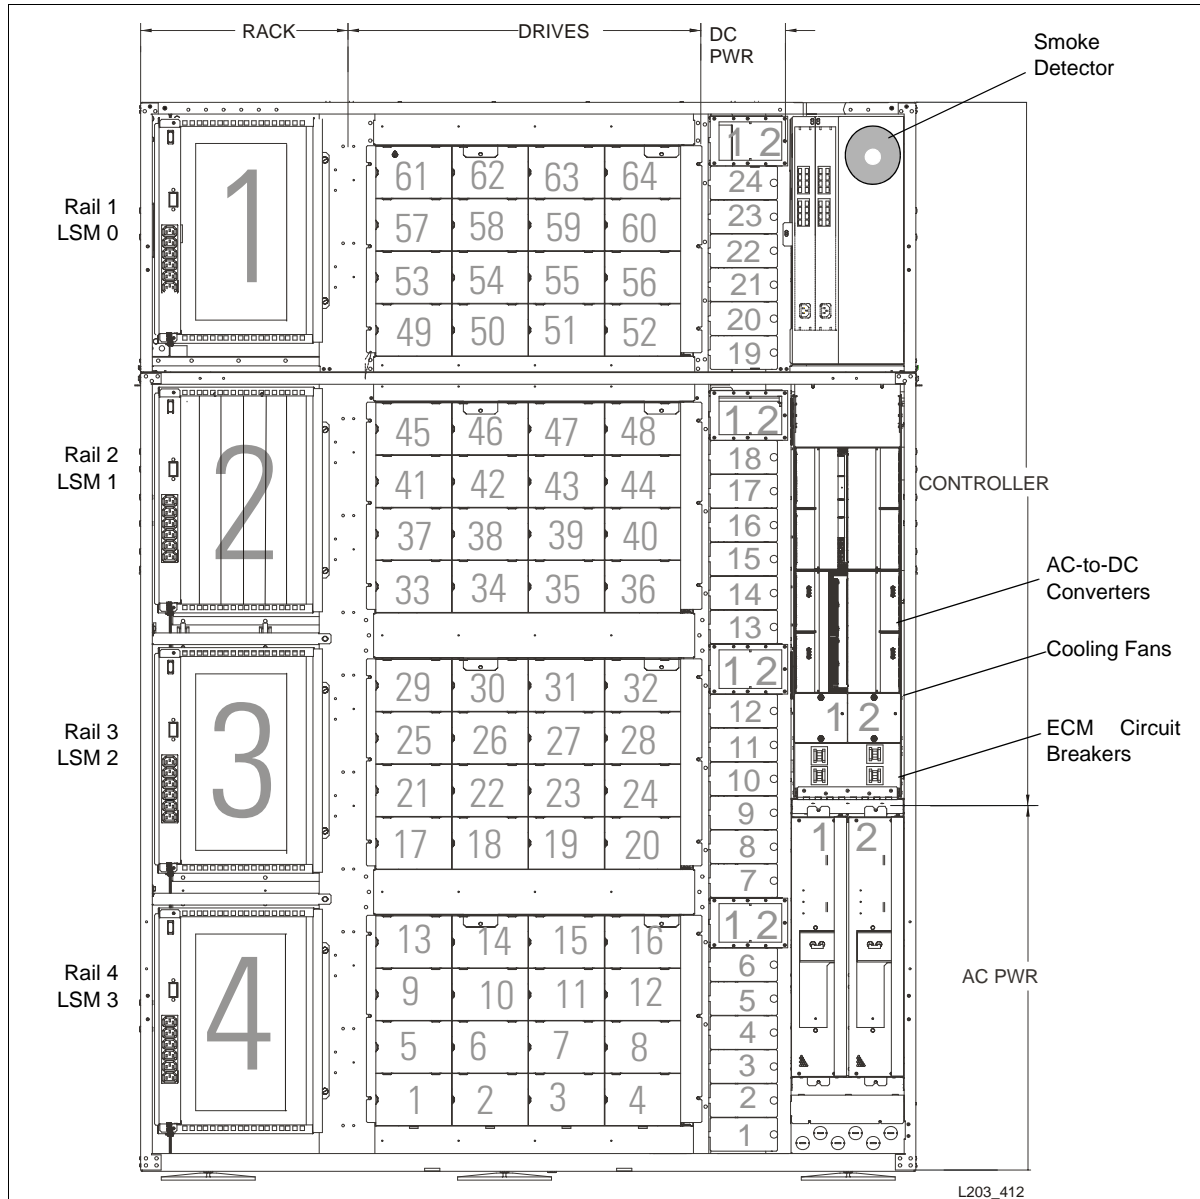 RACK DRIVES DC PWR
Smoke Detector
Rail 1
LSM 0
1
61 62 63 64
57 58 59 60
53 54 55 56
49 50 51 52
1 2
24
23
22
21
20
19
Rail 2
LSM 1
2
45 46 47 48
41 42 43 44
37 38 39 40
33 34 35 36
1 2
18
17
16
15
14
13
CONTROLLER
AC-to-DC
Converters
Cooling Fans
ECM Circuit
Breakers
1 2
Rail 3
LSM 2
3
29 30 31 32
25 26 27 28
21 22 23 24
17 18 19 20
1 2
12
11
10
9
8
7
1 2
Rail 4
LSM 3
4
13 14 15 16
9 10 11 12
5 6 7 8
1 2 3 4
1 2
6
5
4
3
2
1
AC PWR
L203_412